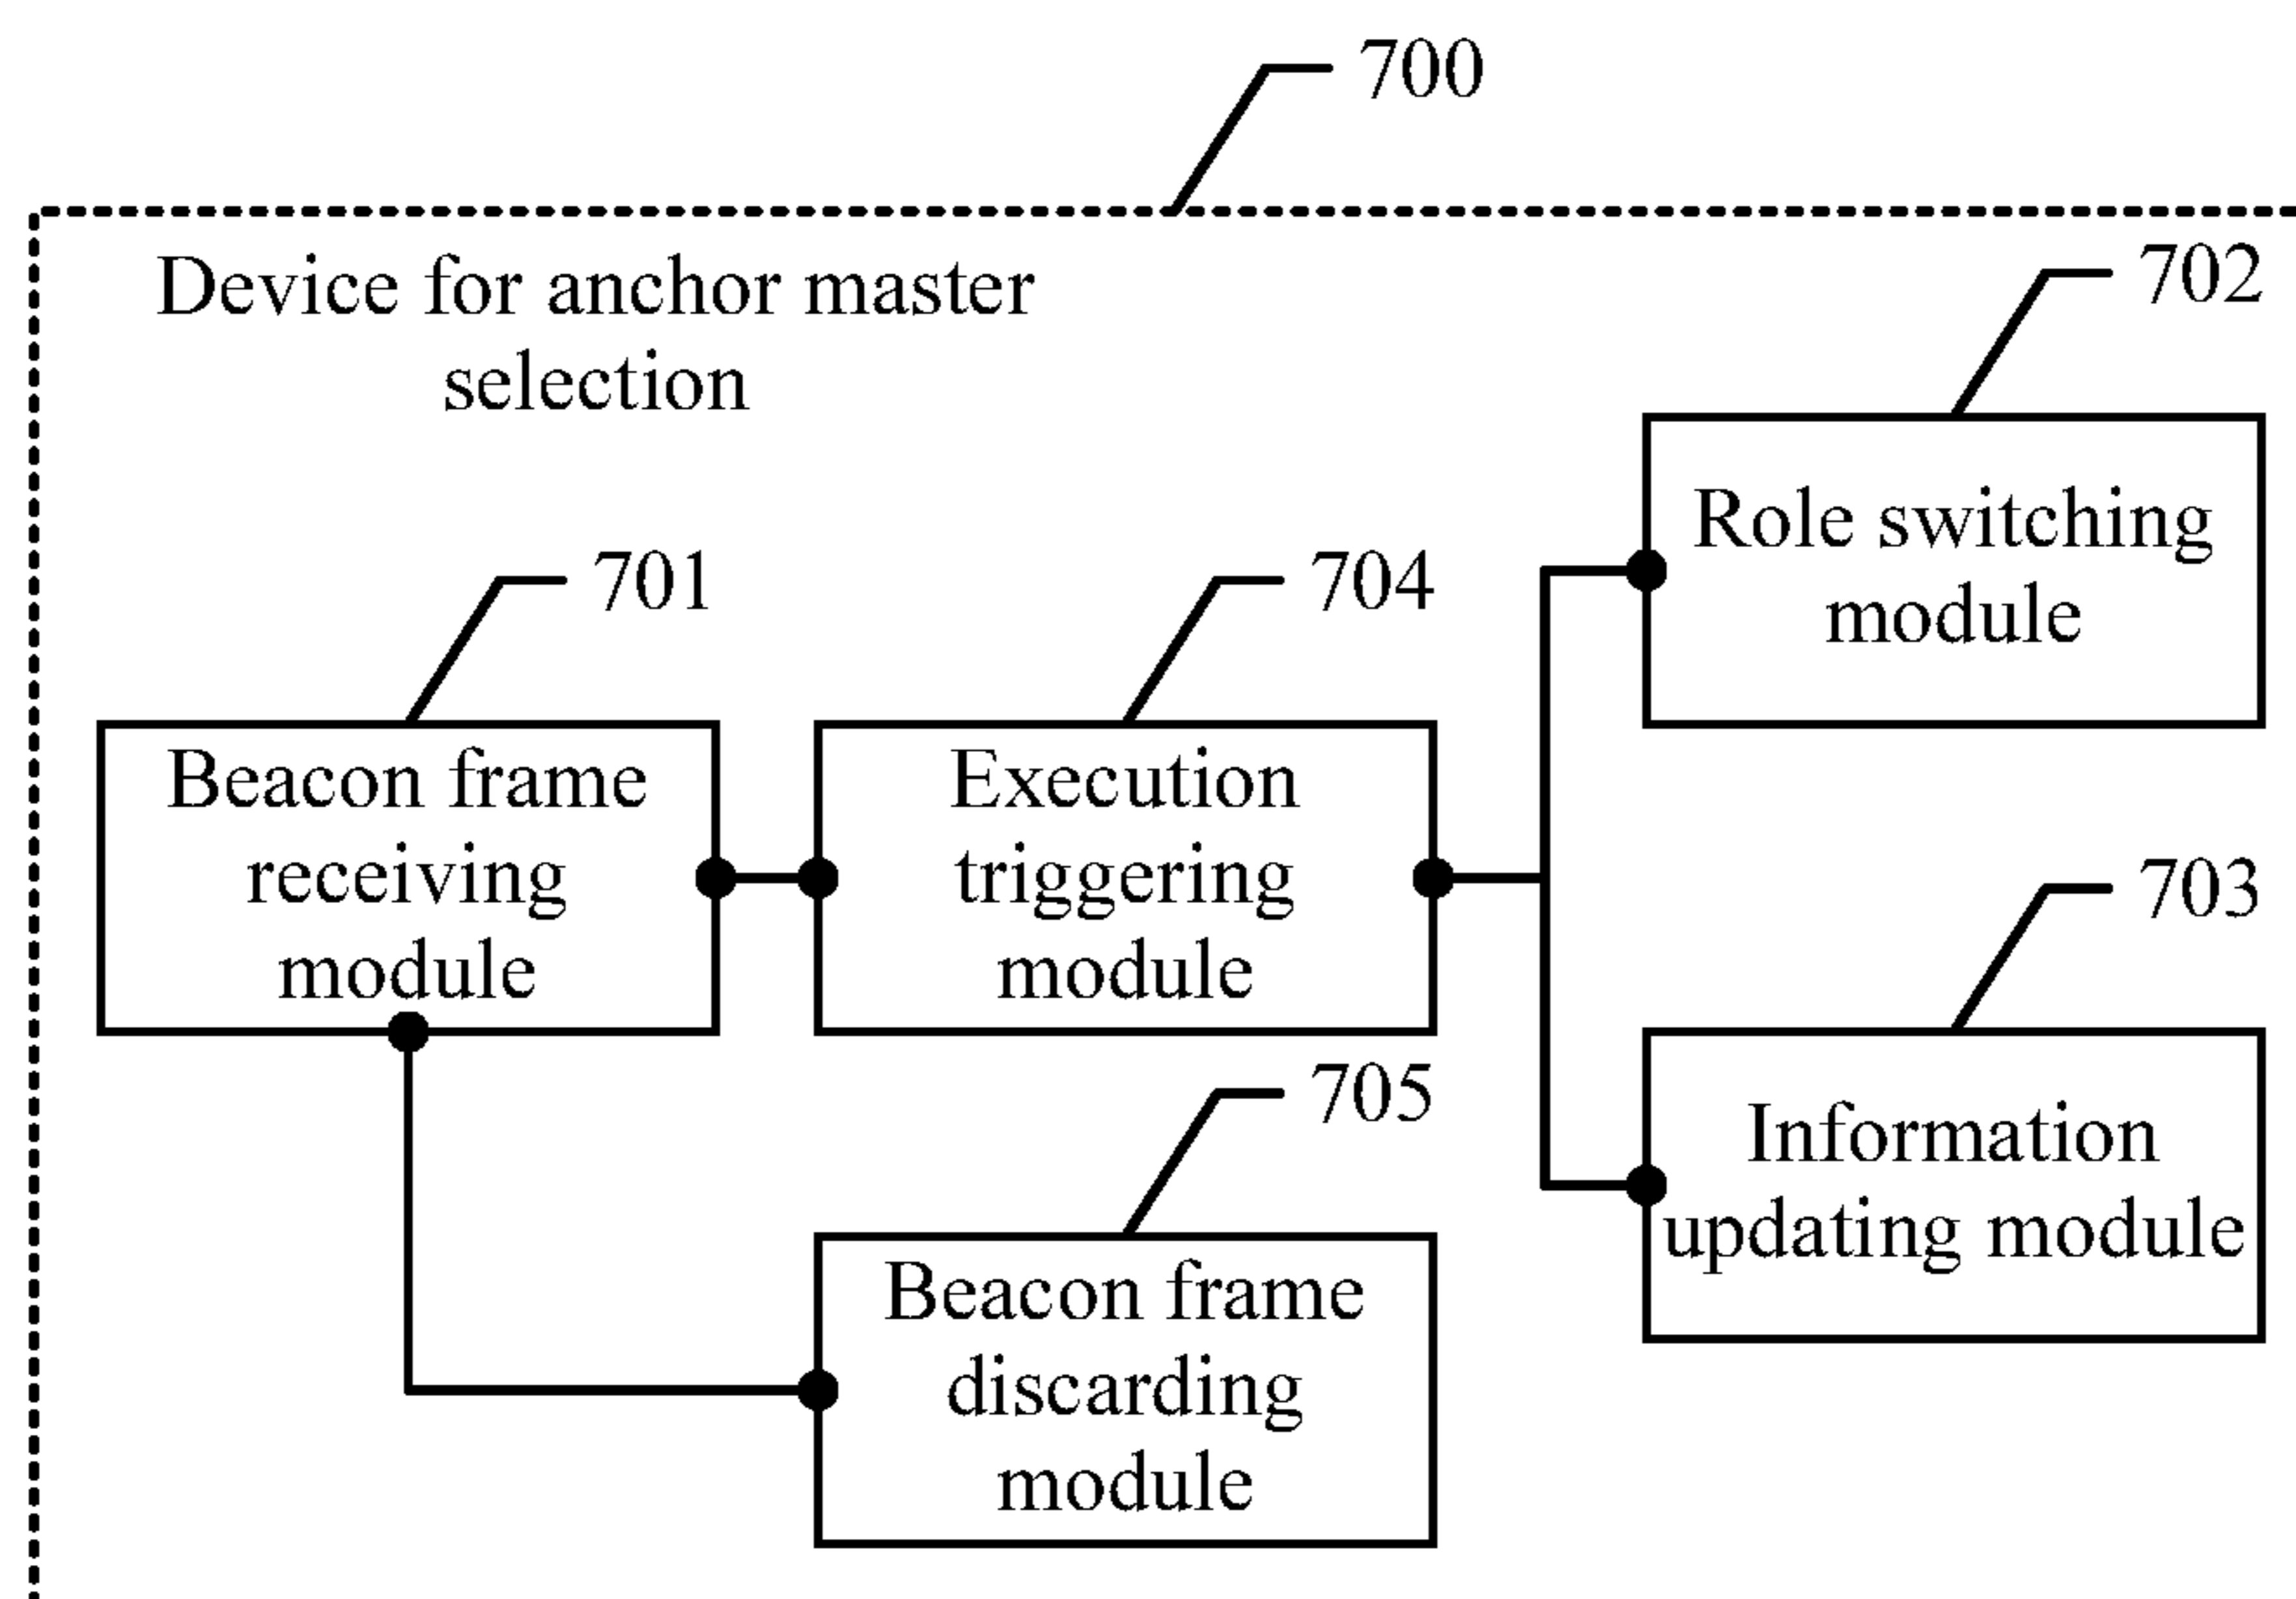 700
Device for anchor master
selection
702
Role switching
module
701
704
Beacon frame
receiving
module
Execution
triggering
module
703
Information
updating module
705
Beacon frame
discarding
module